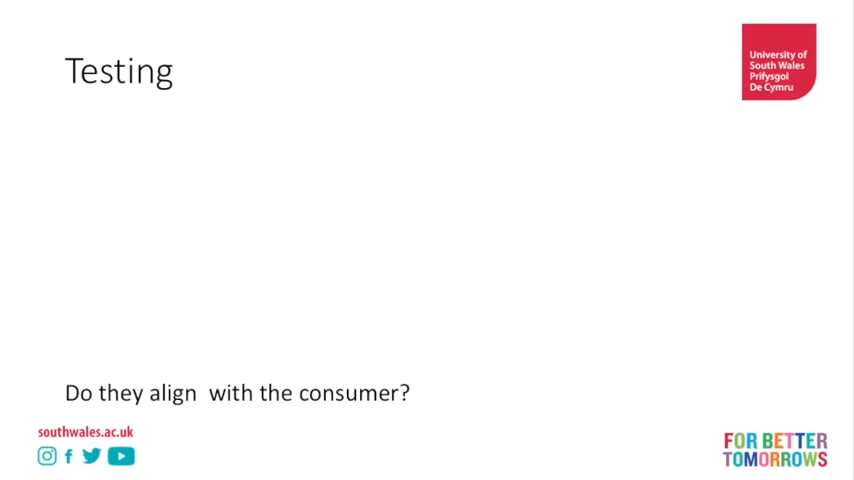 Testing
University of
South Wales
Prifysgol
De Cymru
Do they align  with the consumer?
southwales.ac.uk
FOR BETTER
TOMORROWS